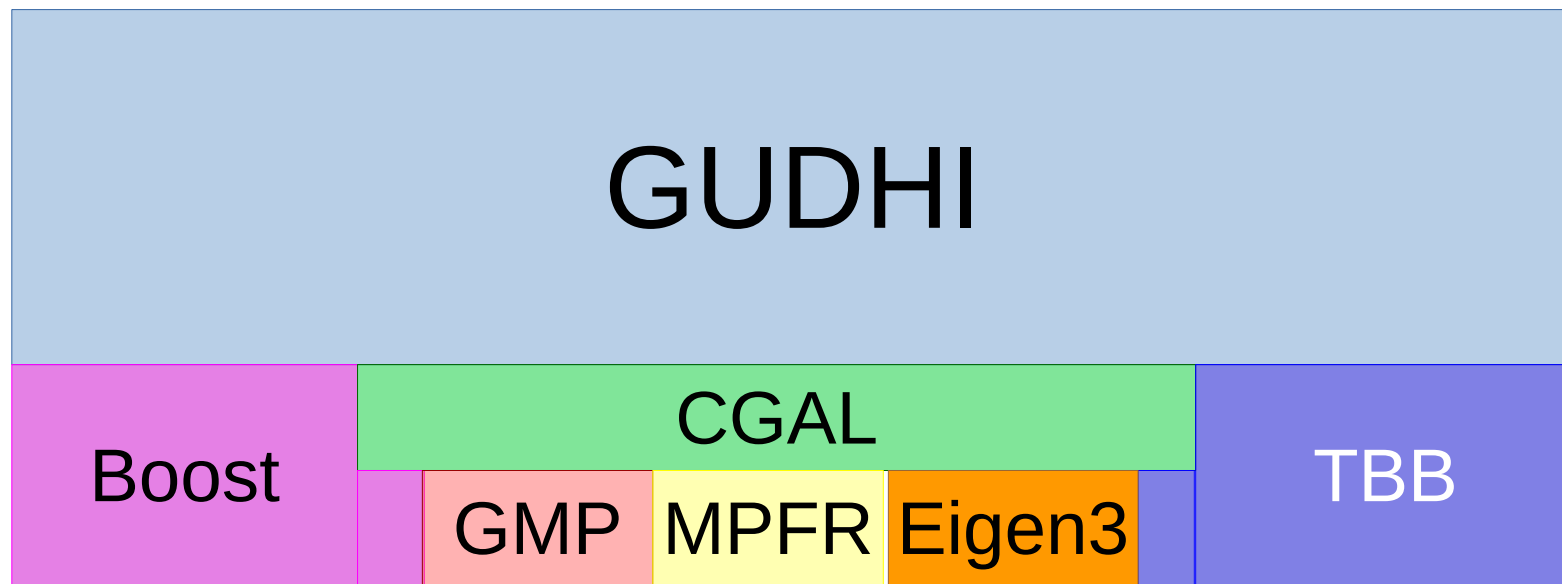 GUDHI
CGAL
Boost
TBB
GMP
MPFR
Eigen3